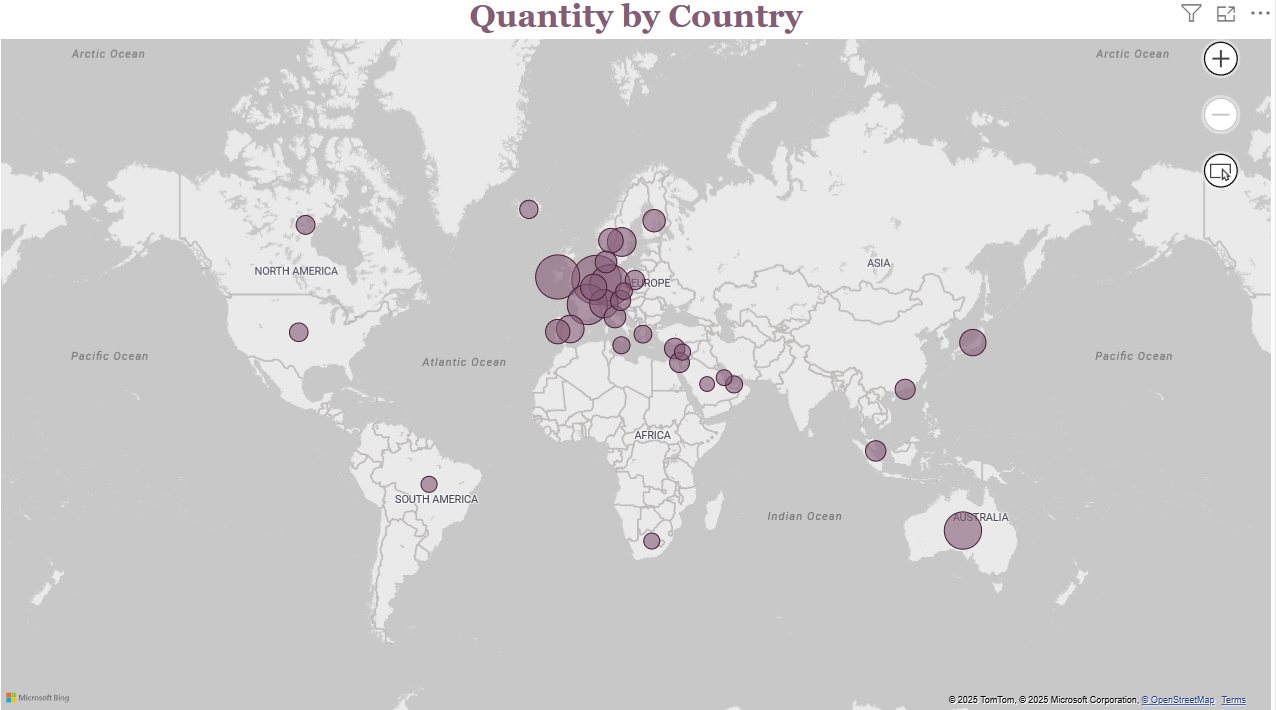 Quantity by Country
Arctic Ocean
Arctic Ocean
NORTH AMERICA
ASIA
EUROPE
Pacific Ocean
Atlantic Ocean
Pacific Ocean
AFRICA
SOUTH AMERICA
Indian Ocean
AUSTRALIA
Microsoft Bing
© 2025 TomTom, © 2025 Microsoft Corporation, © OpenStreetMap Terms